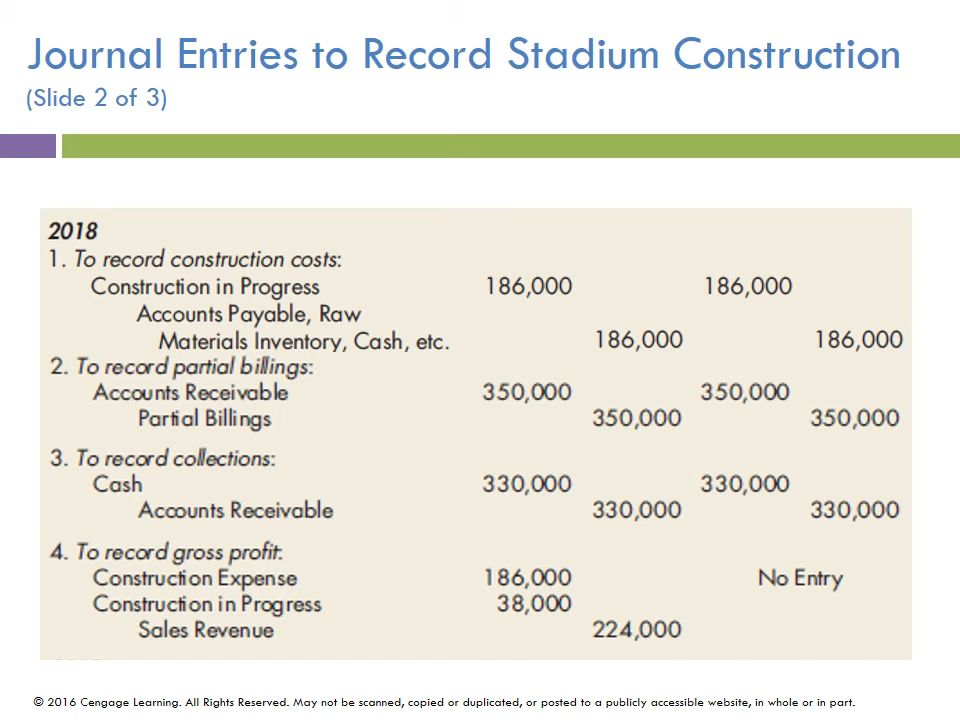 Journal Entries to Record Stadium Construction
(Slide 2 of 3)
2018
1. To record construction costs:
Construction in Progress 186,000 186,000
Accounts Payable, Raw
Materials Inventory, Cash, etc. 186,000 186,000
2. To record partial billings:
Accounts Receivable 350,000 350,000
Partial Billings 350,000 350,000
3. To record collections:
Cash 330,000 330,000
Accounts Receivable 330,000 330,000
4. To record gross profit:
Construction Expense 186,000 No Entry
Construction in Progress 38,000
Sales Revenue 224,000
© 2016 Cengage Learning. All Rights Reserved. May not be scanned, copied or duplicated, or posted to a publicly accessible website, in whole or in part.